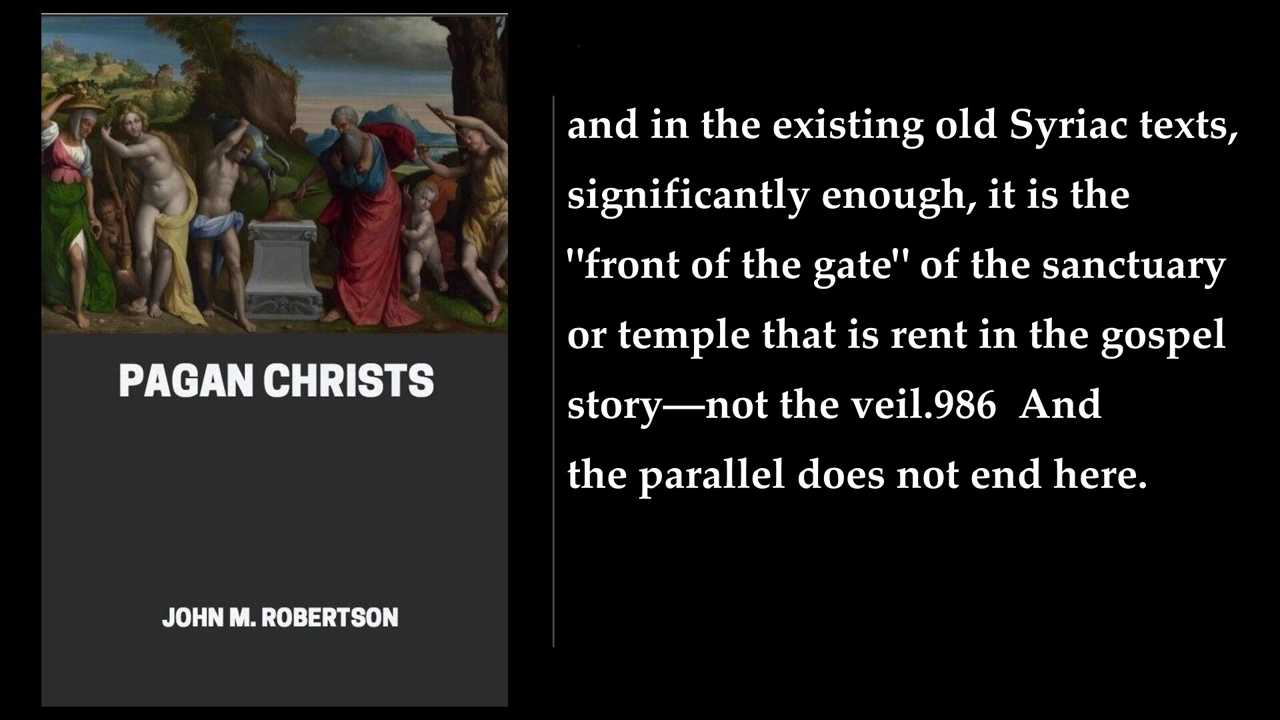 PAGAN CHRISTS
JOHN M. ROBERTSON
and in the existing old Syriac texts,
significantly enough, it is the
"front of the gate" of the sanctuary
or temple that is rent in the gospel
story—not the veil.986  And
the parallel does not end here.